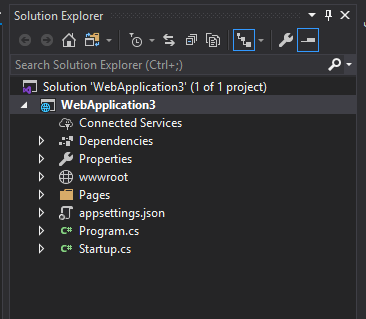 Solution Explorer
Search Solution Explorer (Ctrl+;)
Solution 'WebApplication3' (1 of 1 project)
WebApplication3
Connected Services
Dependencies
Properties
wwwroot
Pages
appsettings.json
C# Program.cs
C# Startup.cs